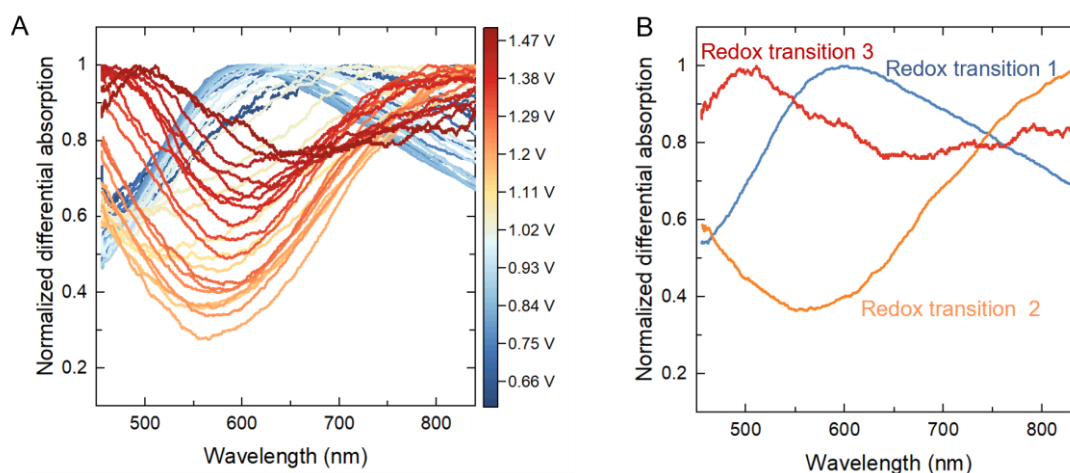 A
Normalized differential absorption
1
0.8
0.6
0.4
0.2
500
600
700
800
Wavelength (nm)
1.47 V
1.38 V
1.29 V
1.2 V
1.11 V
1.02 V
0.93 V
0.84 V
0.75 V
0.66 V
B
Normalized differential absorption
1
0.8
0.6
0.4
0.2
Redox transition 3
Redox transition 1
Redox transition 2
500
600
700
800
Wavelength (nm)